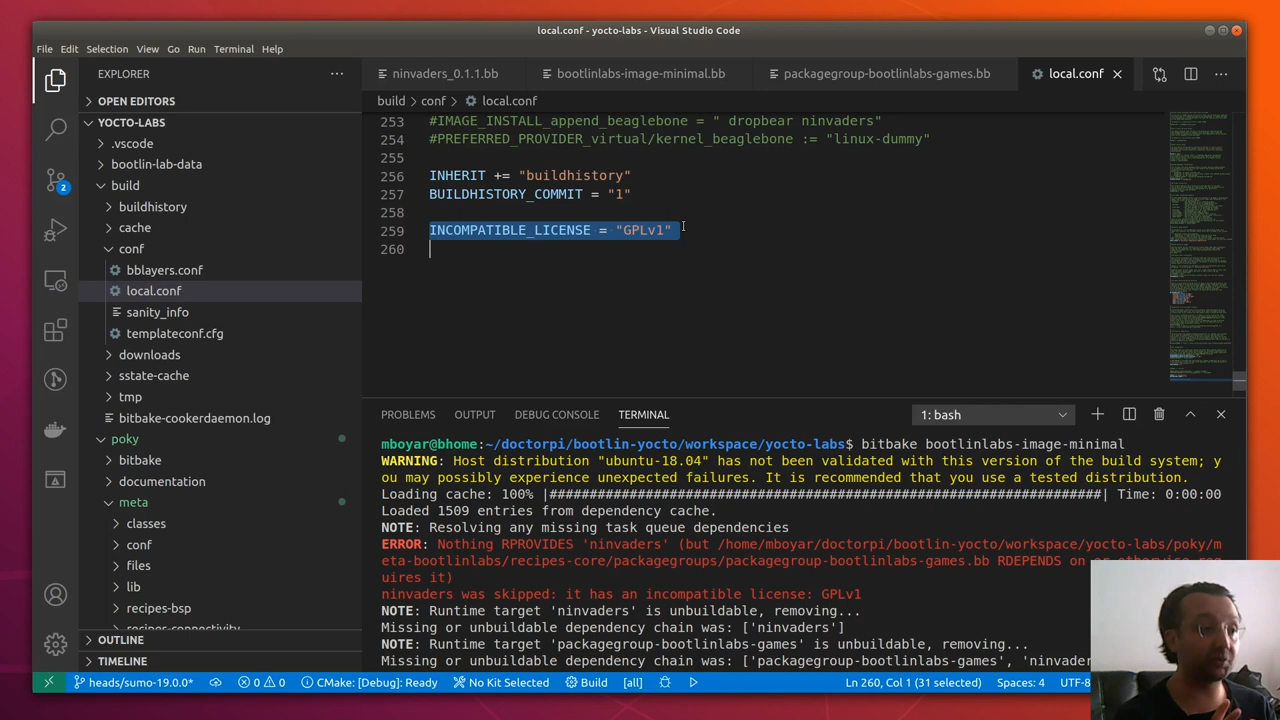 local.conf - yocto-labs - Visual Studio Code
File Edit Selection View Go Run Terminal Help
EXPLORER
ninvaders_0.1.1.bb
bootlinlabs-image-minimal.bb
packagegroup-bootlinlabs-games.bb
local.conf
OPEN EDITORS
build
conf
local.conf
YOCTO-LABS
.vscode
bootlin-lab-data
build
buildhistory
cache
conf
bblayers.conf
local.conf
sanity_info
templateconf.cfg
downloads
sstate-cache
tmp
bitbake-cookerdaemon.log
poky
bitbake
documentation
meta
classes
conf
files
lib
recipes-bsp
OUTLINE
TIMELINE
2
253 #IMAGE_INSTALL_append_beaglebone = " dropbear ninvaders"
254 #PREFERRED_PROVIDER_virtual/kernel_beaglebone := "linux-dummy"
255
256 INHERIT += "buildhistory"
257 BUILDHISTORY_COMMIT = "1"
258
259 INCOMPATIBLE_LICENSE = "GPLv1"
260
PROBLEMS OUTPUT DEBUG CONSOLE TERMINAL
1: bash
mboyar@bhome:~/doctorpi/bootlin-yocto/workspace/yocto-labs$ bitbake bootlinlabs-image-minimal
WARNING: Host distribution "ubuntu-18.04" has not been validated with this version of the build system; y
ou may possibly experience unexpected failures. It is recommended that you use a tested distribution.
Loading cache: 100% |##########################################################################| Time: 0:00:00
Loaded 1509 entries from dependency cache.
NOTE: Resolving any missing task queue dependencies
ERROR: Nothing RPROVIDES 'ninvaders' (but /home/mboyar/doctorpi/bootlin-yocto/workspace/yocto-labs/poky/m
eta-bootlinlabs/recipes-core/packagegroups/packagegroup-bootlinlabs-games.bb RDEPENDS on or otherwise req
uires it)
ninvaders was skipped: it has an incompatible license: GPLv1
NOTE: Runtime target 'ninvaders' is unbuildable, removing...
Missing or unbuildable dependency chain was: ['ninvaders']
NOTE: Runtime target 'packagegroup-bootlinlabs-games' is unbuildable, removing...
Missing or unbuildable dependency chain was: ['packagegroup-bootlinlabs-games',
heads/sumo-19.0.0* 0 0 CMake: [Debug]: Ready No Kit Selected Build [all] Ln 260, Col 1 (31 selected) Spaces: 4